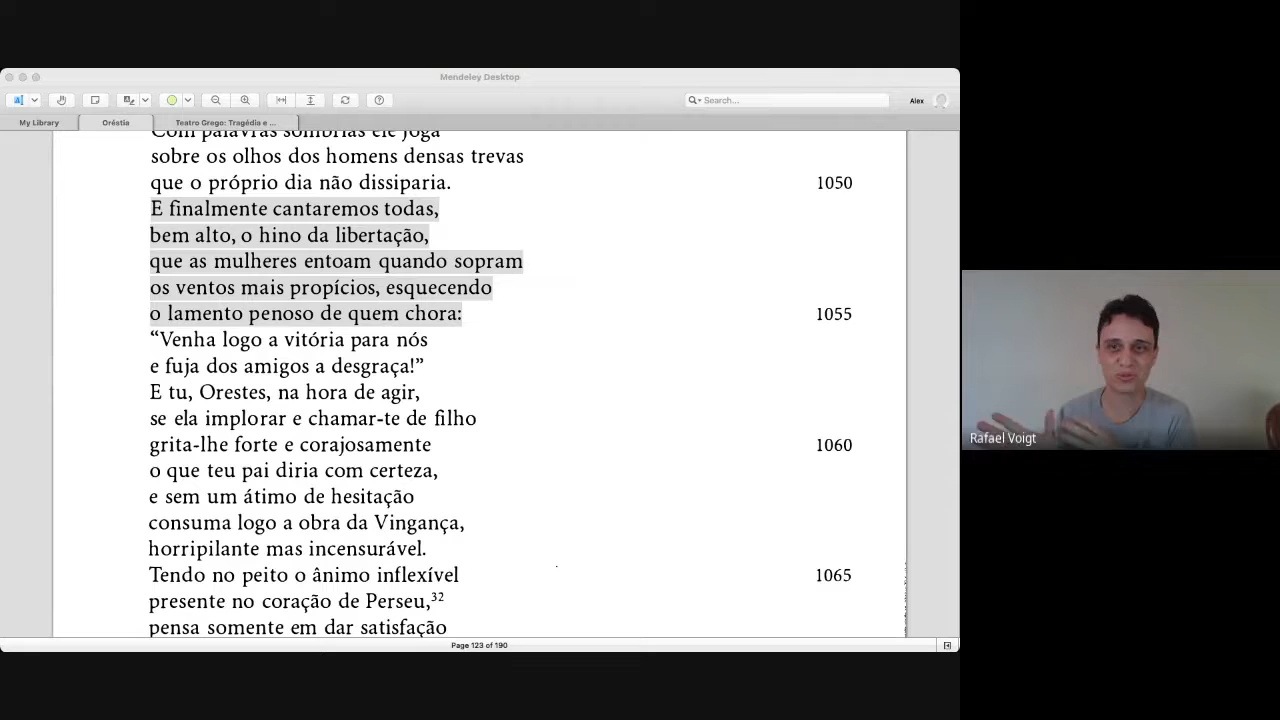 Mendeley Desktop
Search...
Alex
My Library
Oréstia
Teatro Grego: Tragédia e ...
Com palavras sombrias ele joga
sobre os olhos dos homens densas trevas
que o próprio dia não dissiparia. 1050
E finalmente cantaremos todas,
bem alto, o hino da libertação,
que as mulheres entoam quando sopram
os ventos mais propícios, esquecendo
o lamento penoso de quem chora: 1055
“Venha logo a vitória para nós
e fuja dos amigos a desgraça!”
E tu, Orestes, na hora de agir,
se ela implorar e chamar-te de filho
grita-lhe forte e corajosamente 1060
o que teu pai diria com certeza,
e sem um átimo de hesitação
consuma logo a obra da Vingança,
horripilante mas incensurável.
Tendo no peito o ânimo inflexível 1065
presente no coração de Perseu,³²
pensa somente em dar satisfação
Page 123 of 190
Rafael Voigt